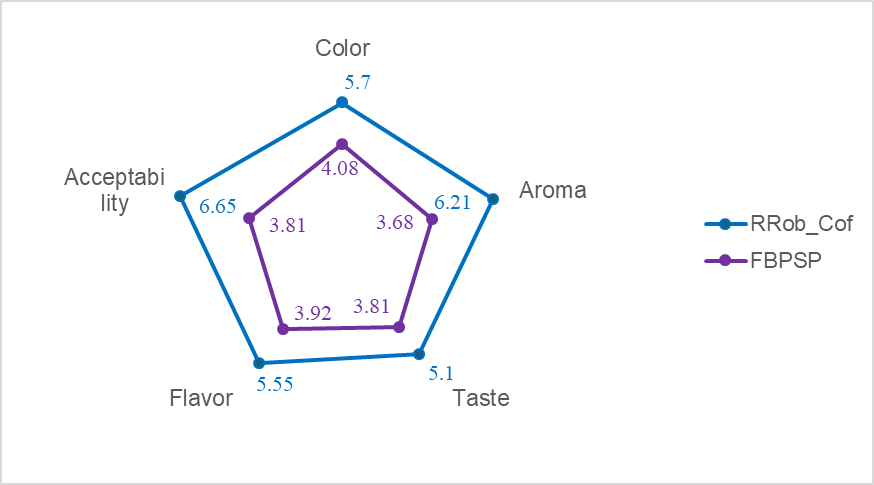 Color
5.7
4.08
Acceptabi
lity
Aroma
6.65
3.81
3.68
6.21
RRob_Cof
FBPSP
3.92
3.81
5.55
5.1
Flavor
Taste